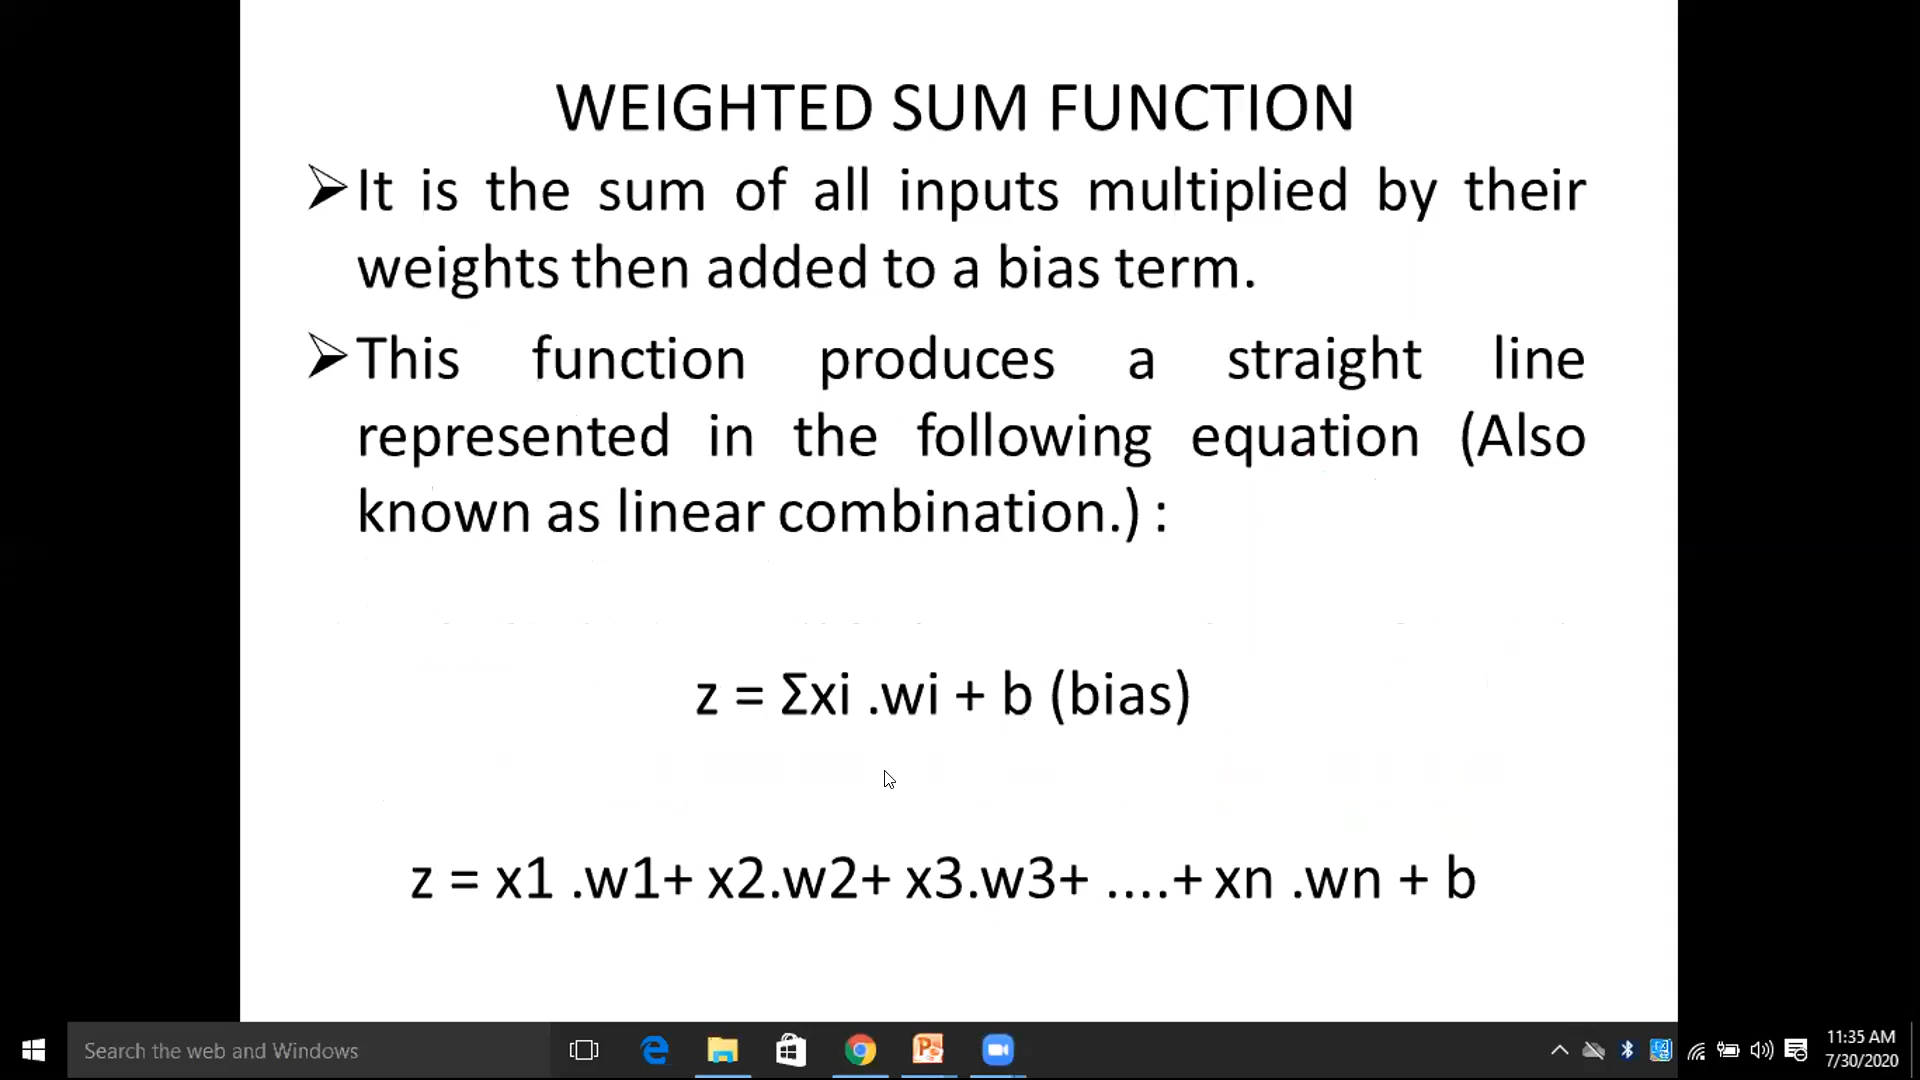 WEIGHTED SUM FUNCTION
It is the sum of all inputs multiplied by their
weights then added to a bias term.
This function produces a straight line
represented in the following equation (Also
known as linear combination.) :
z = Σxi .wi + b (bias)
z = x1 .w1+ x2.w2+ x3.w3+ ....+ xn .wn + b
Search the web and Windows
11:35 AM
7/30/2020